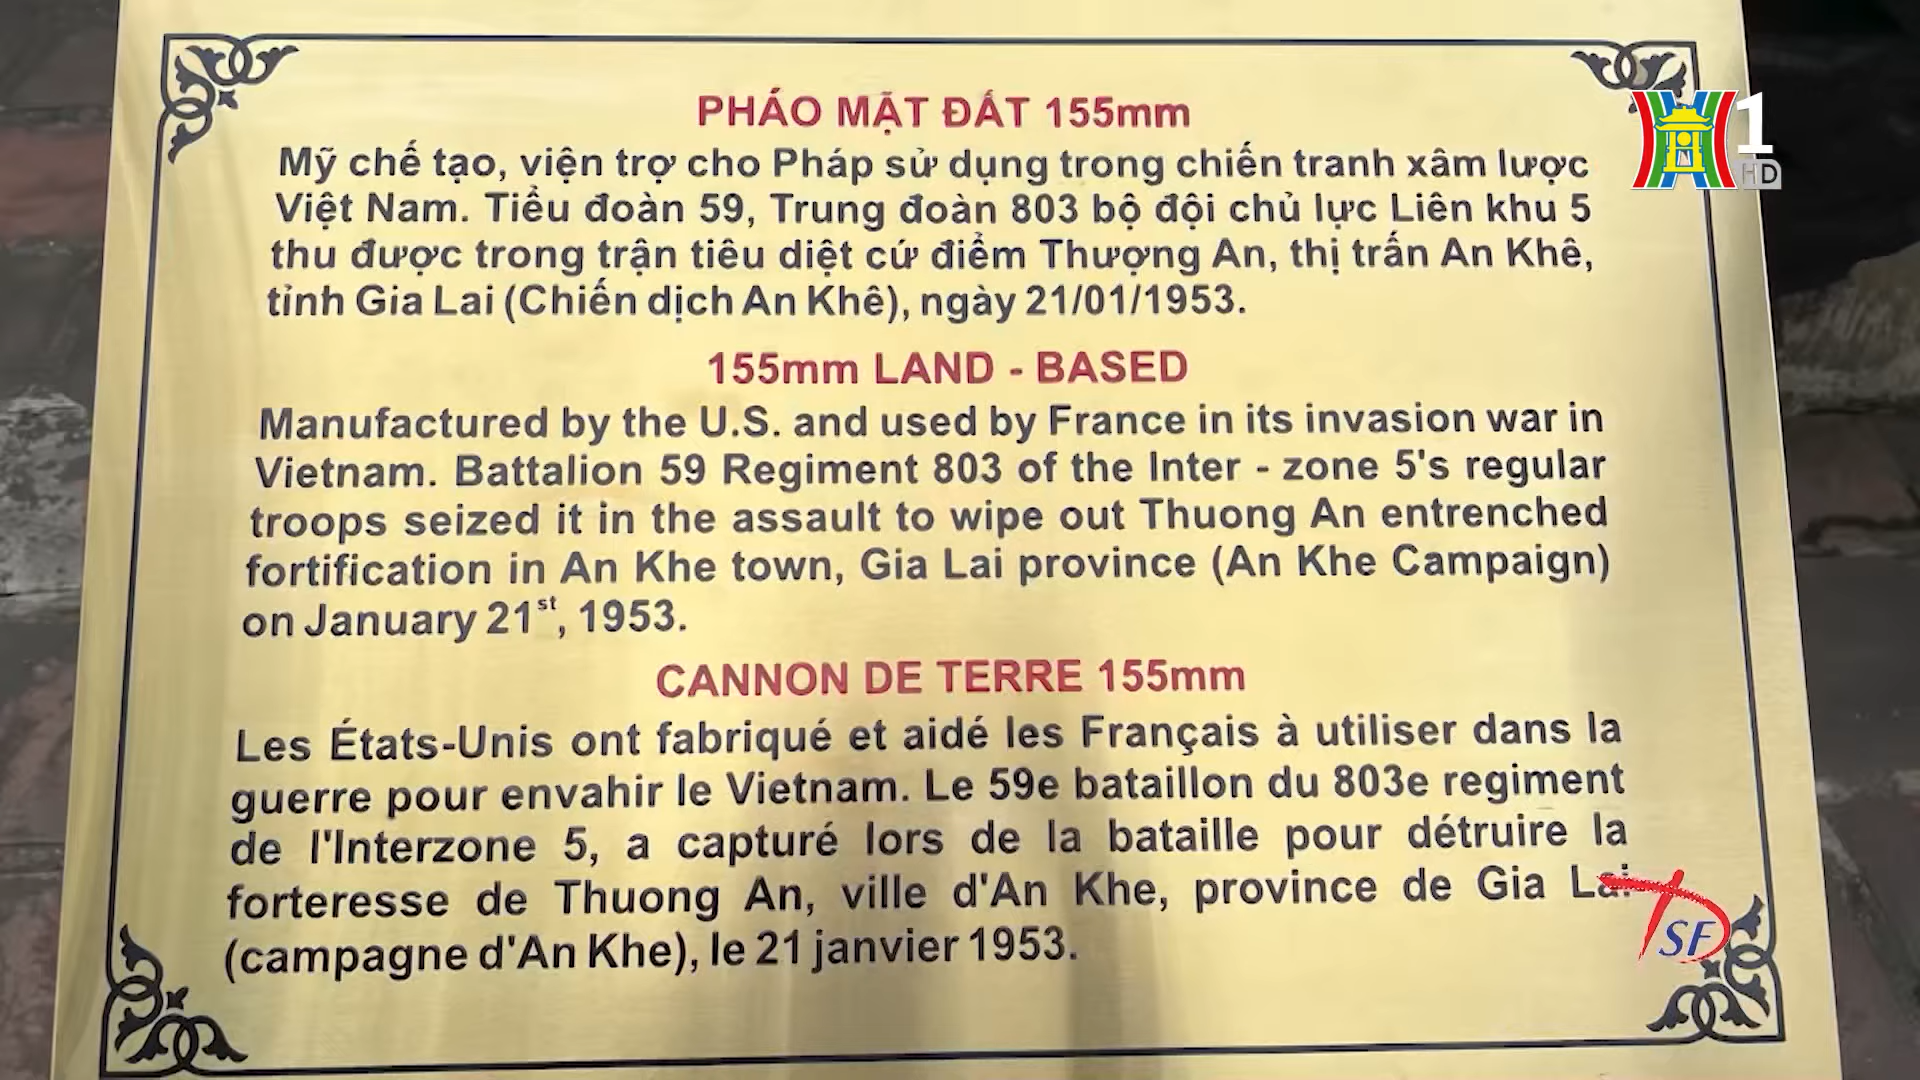 PHÁO MẶT ĐẤT 155mm
Mỹ chế tạo, viện trợ cho Pháp sử dụng trong chiến tranh xâm lược
Việt Nam. Tiểu đoàn 59, Trung đoàn 803 bộ đội chủ lực Liên khu 5
thu được trong trận tiêu diệt cứ điểm Thượng An, thị trấn An Khê,
tỉnh Gia Lai (Chiến dịch An Khê), ngày 21/01/1953.
155mm LAND - BASED
Manufactured by the U.S. and used by France in its invasion war in
Vietnam. Battalion 59 Regiment 803 of the Inter - zone 5's regular
troops seized it in the assault to wipe out Thuong An entrenched
fortification in An Khe town, Gia Lai province (An Khe Campaign)
on January 21st, 1953.
CANNON DE TERRE 155mm
Les États-Unis ont fabriqué et aidé les Français à utiliser dans la
guerre pour envahir le Vietnam. Le 59e bataillon du 803e regiment
de l'Interzone 5, a capturé lors de la bataille pour détruire la
forteresse de Thuong An, ville d'An Khe, province de Gia Lai
(campagne d'An Khe), le 21 janvier 1953.
H1
HD
SF